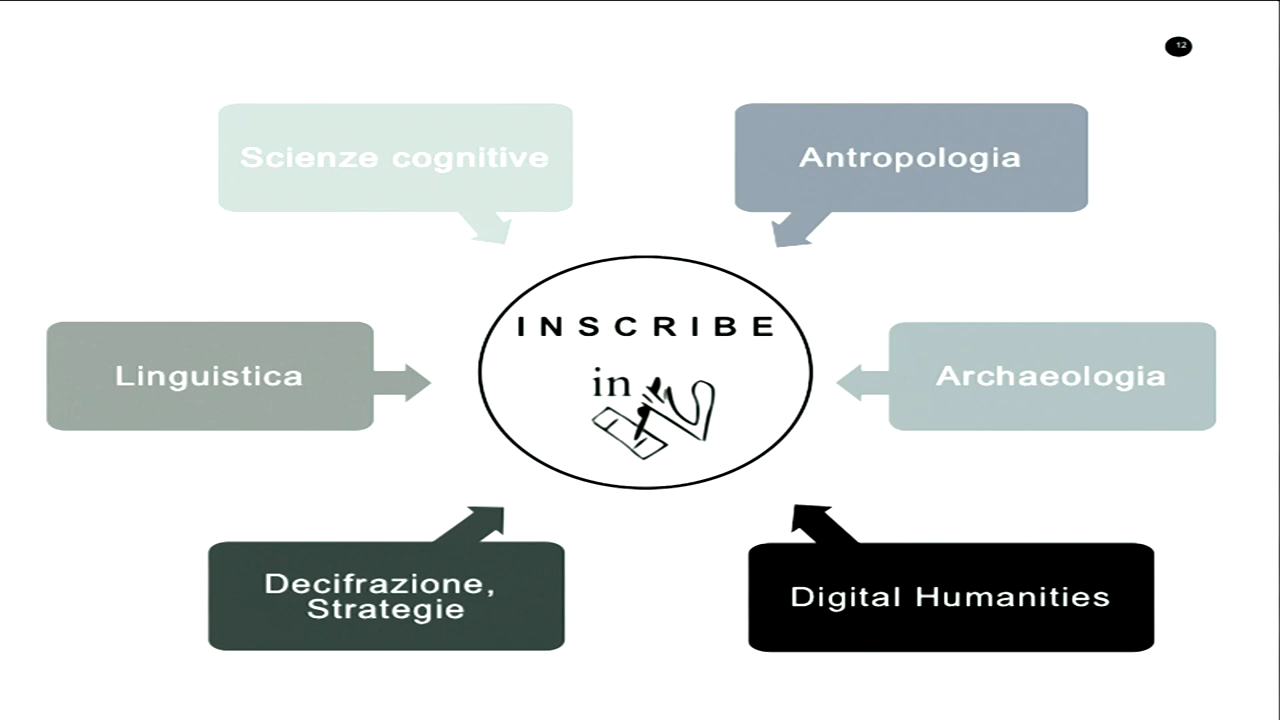 12
Scienze cognitive
Antropologia
INSCRIBE
in
Linguistica
Archaeologia
Decifrazione,
Strategie
Digital Humanities